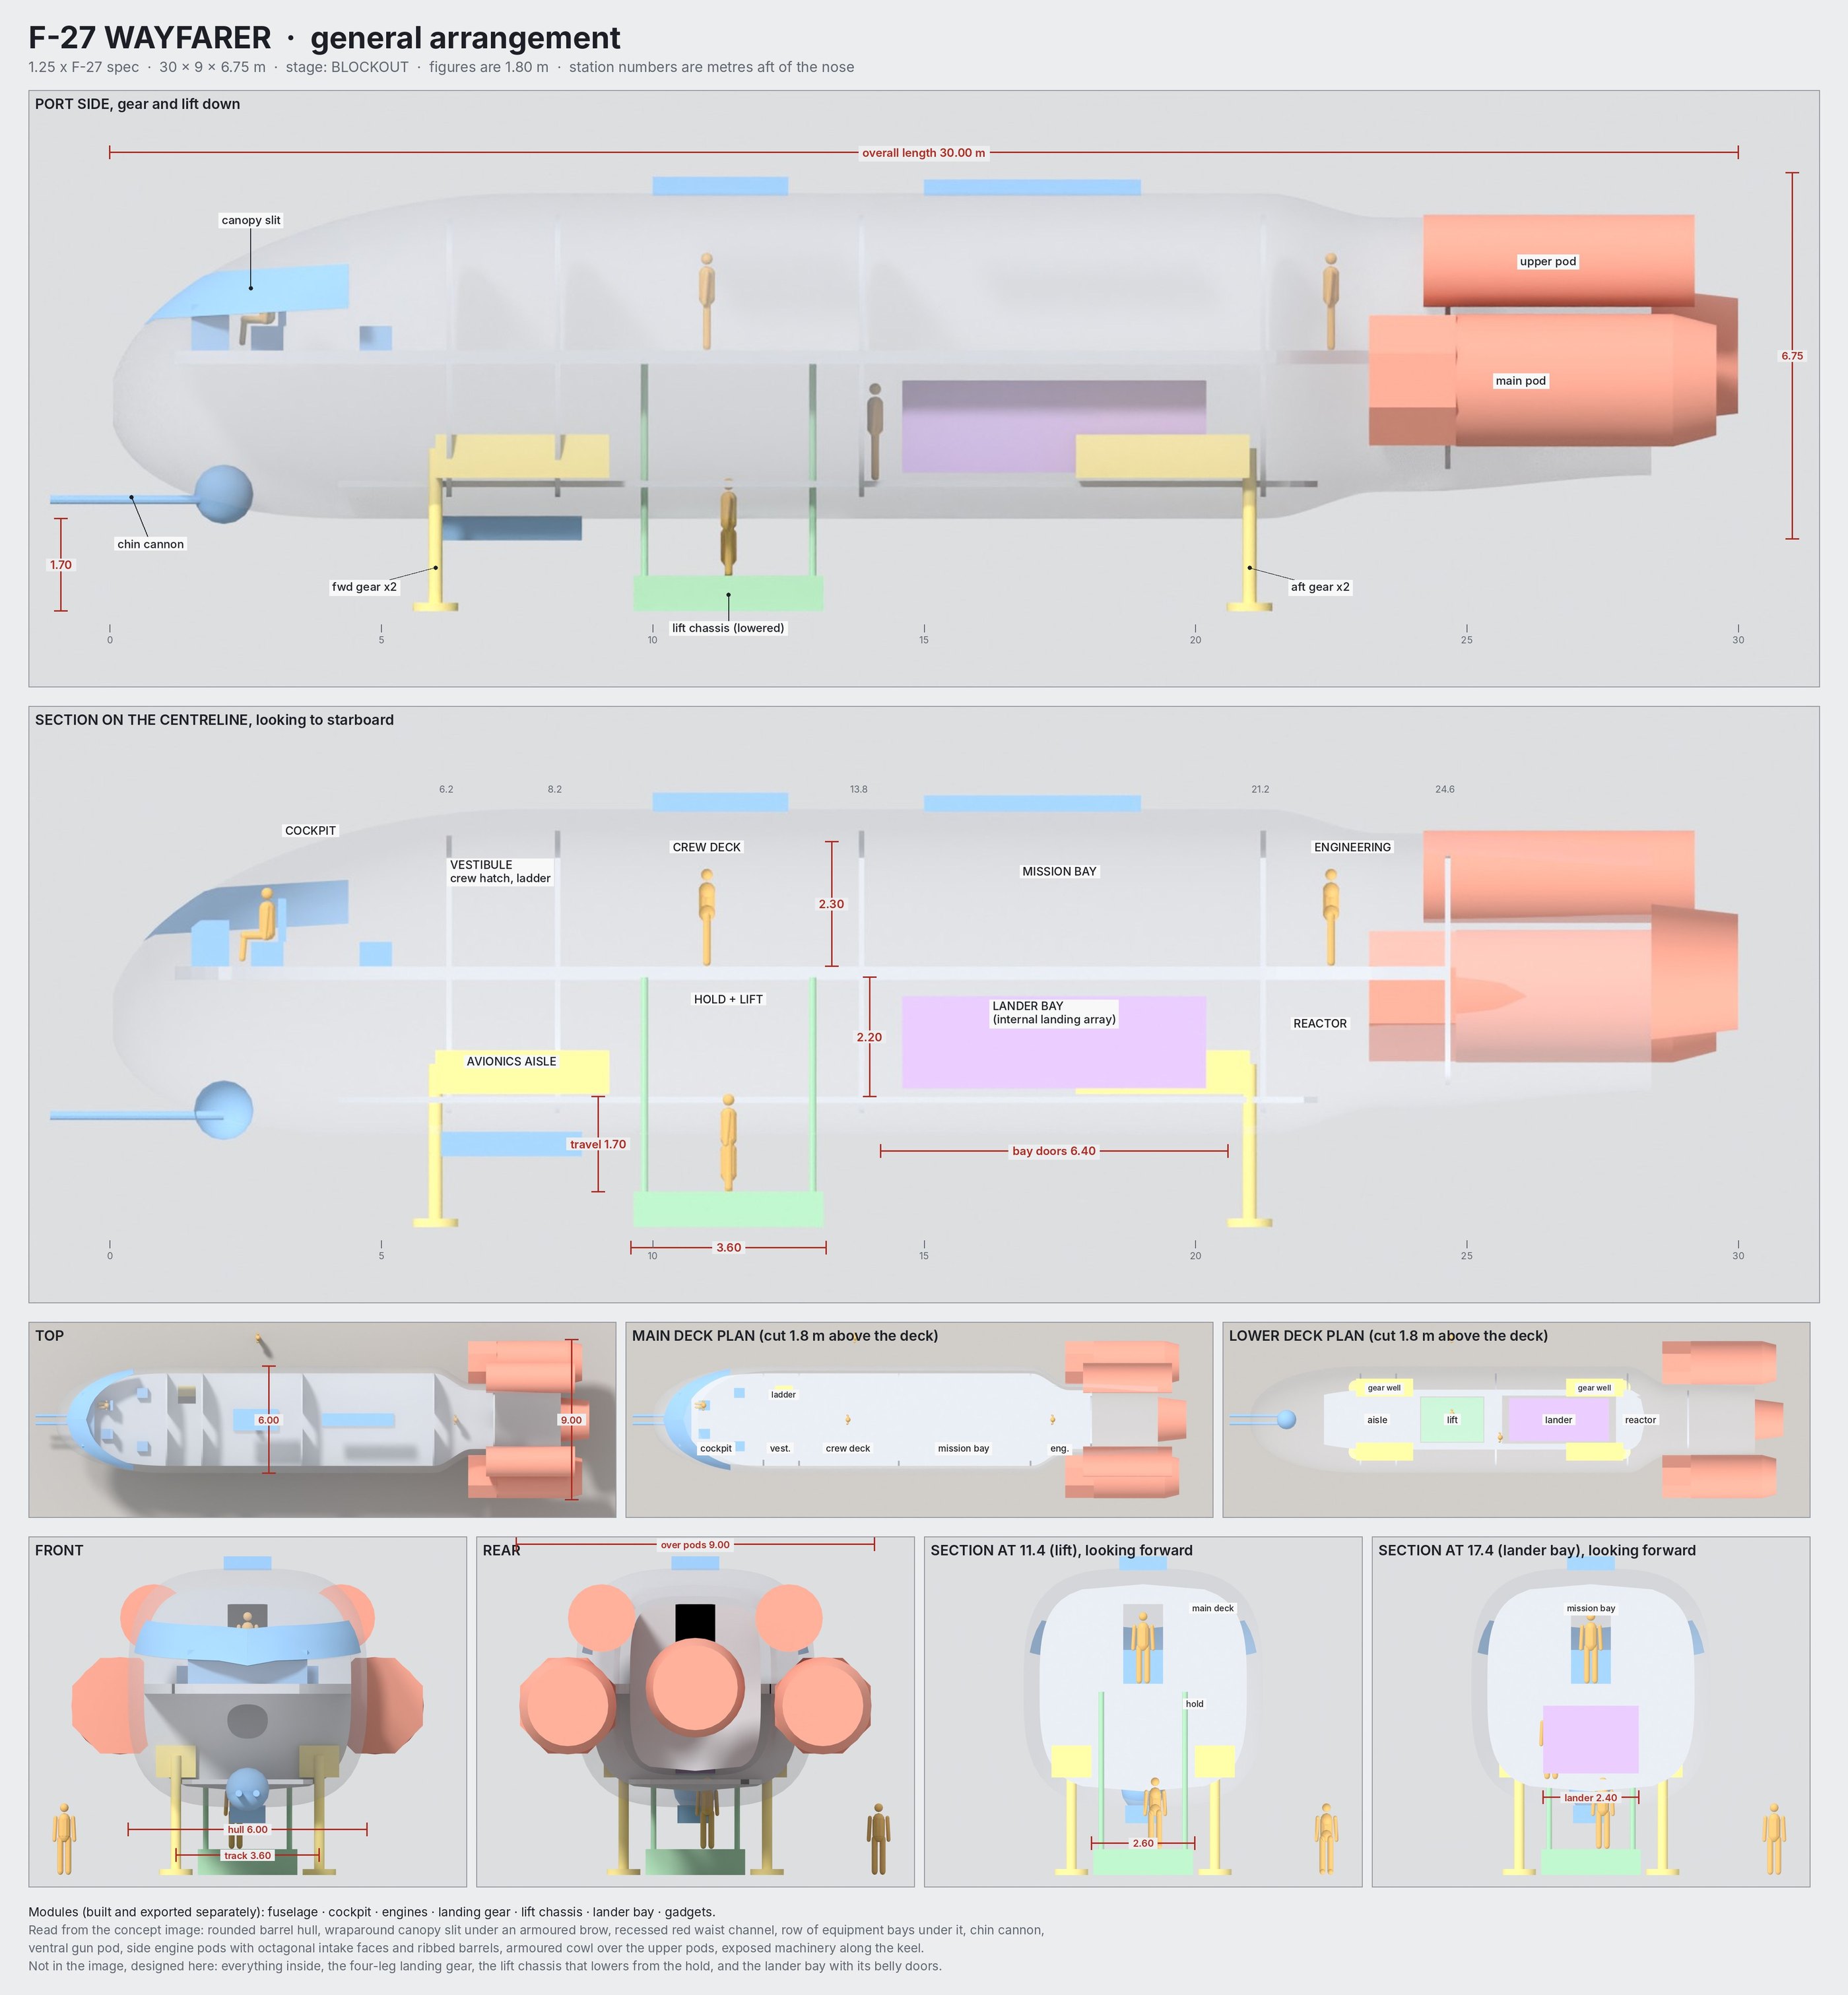 F-27 WAYFARER · general arrangement
1.25 x F-27 spec · 30 × 9 × 6.75 m · stage: BLOCKOUT · figures are 1.80 m · station numbers are metres aft of the nose
PORT SIDE, gear and lift down
overall length 30.00 m
canopy slit
upper pod
6.75
main pod
chin cannon
1.70
fwd gear x2
aft gear x2
lift chassis (lowered)
0
5
10
15
20
25
30
SECTION ON THE CENTRELINE, looking to starboard
6.2
8.2
13.8
21.2
24.6
COCKPIT
VESTIBULE
crew hatch, ladder
CREW DECK
MISSION BAY
ENGINEERING
2.30
HOLD + LIFT
LANDER BAY
(internal landing array)
REACTOR
2.20
AVIONICS AISLE
travel 1.70
bay doors 6.40
3.60
0
5
10
15
20
25
30
TOP
6.00
9.00
MAIN DECK PLAN (cut 1.8 m above the deck)
ladder
cockpit
vest.
crew deck
mission bay
eng.
LOWER DECK PLAN (cut 1.8 m above the deck)
gear well
gear well
aisle
lift
lander
reactor
FRONT
hull 6.00
track 3.60
REAR
over pods 9.00
SECTION AT 11.4 (lift), looking forward
main deck
hold
2.60
SECTION AT 17.4 (lander bay), looking forward
mission bay
lander 2.40
Modules (built and exported separately): fuselage · cockpit · engines · landing gear · lift chassis · lander bay · gadgets.
Read from the concept image: rounded barrel hull, wraparound canopy slit under an armoured brow, recessed red waist channel, row of equipment bays under it, chin cannon,
ventral gun pod, side engine pods with octagonal intake faces and ribbed barrels, armoured cowl over the upper pods, exposed machinery along the keel.
Not in the image, designed here: everything inside, the four-leg landing gear, the lift chassis that lowers from the hold, and the lander bay with its belly doors.